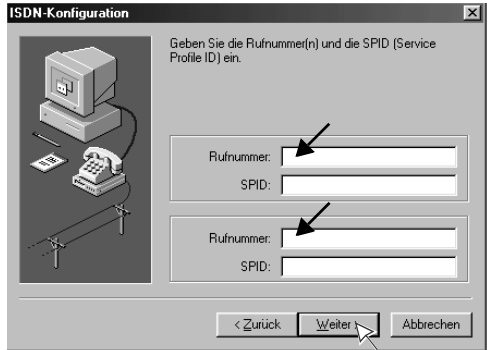 ISDN-Konfiguration
Geben Sie die Rufnummer(n) und die SPID (Service
Profile ID) ein.
Rufnummer:
SPID:
Rufnummer:
SPID:
< Zurück Weiter > Abbrechen